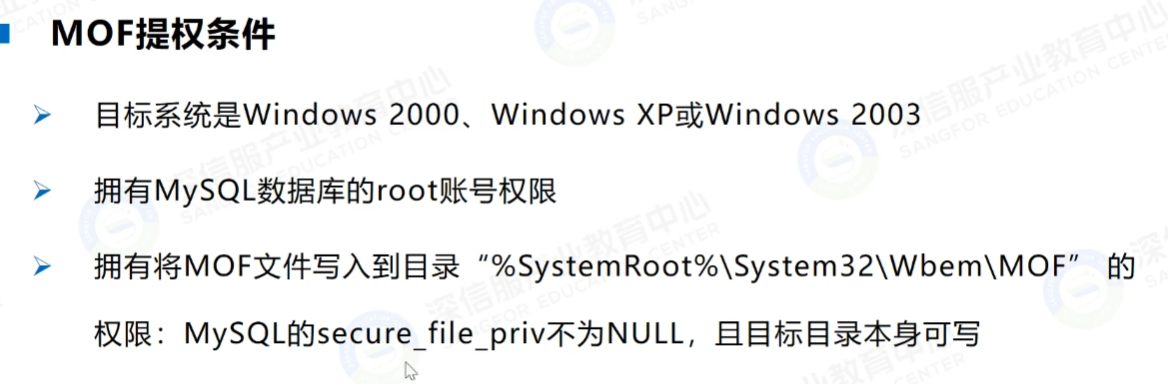 MOF提权条件
目标系统是Windows 2000、Windows XP或Windows 2003
拥有MySQL数据库的root账号权限
拥有将MOF文件写入到目录“%SystemRoot%\System32\Wbem\MOF” 的
权限：MySQL的secure_file_priv不为NULL，且目标目录本身可写
深信服产业教育中心
SANGFOR EDUCATION CENTER